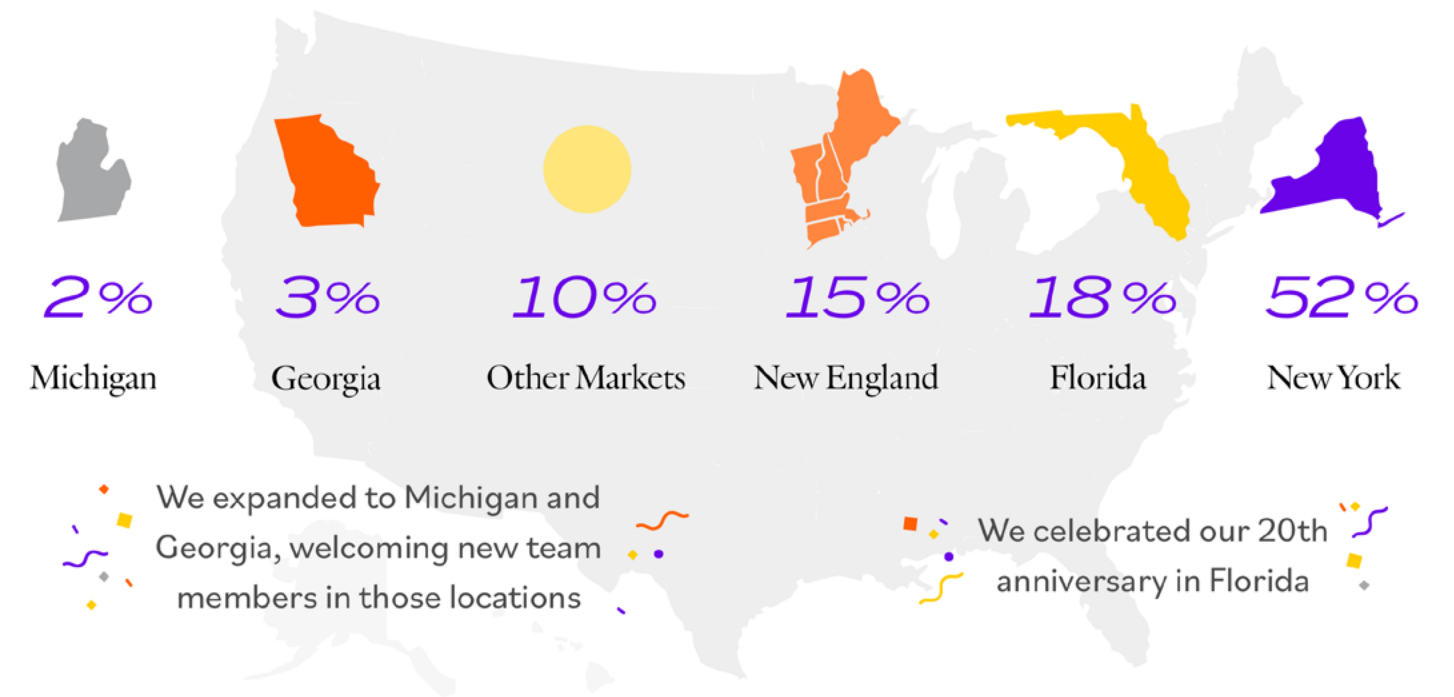 2%
Michigan
3%
Georgia
10%
Other Markets
15%
New England
18%
Florida
52%
New York
We expanded to Michigan and
Georgia, welcoming new team
members in those locations
We celebrated our 20th
anniversary in Florida